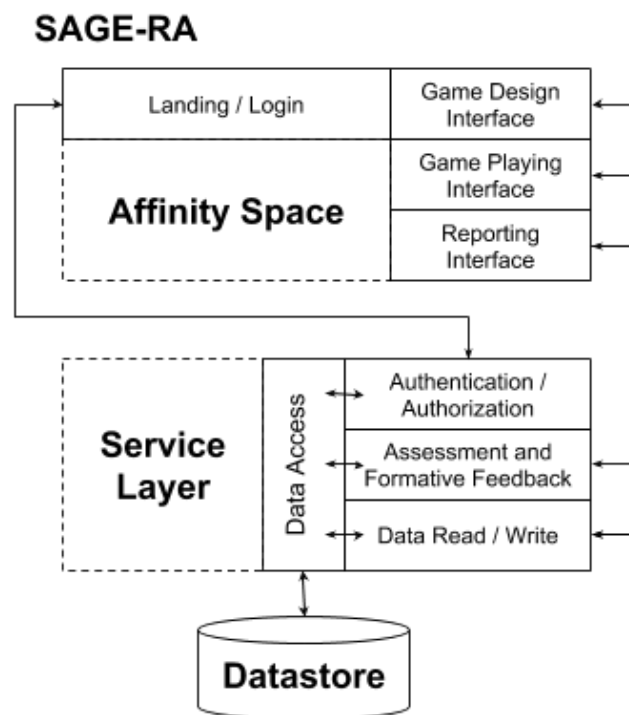 SAGE-RA
Landing / Login
Game Design
Interface
Affinity Space
Game Playing
Interface
Reporting
Interface
Service
Layer
Data Access
Authentication /
Authorization
Assessment and
Formative Feedback
Data Read / Write
Datastore